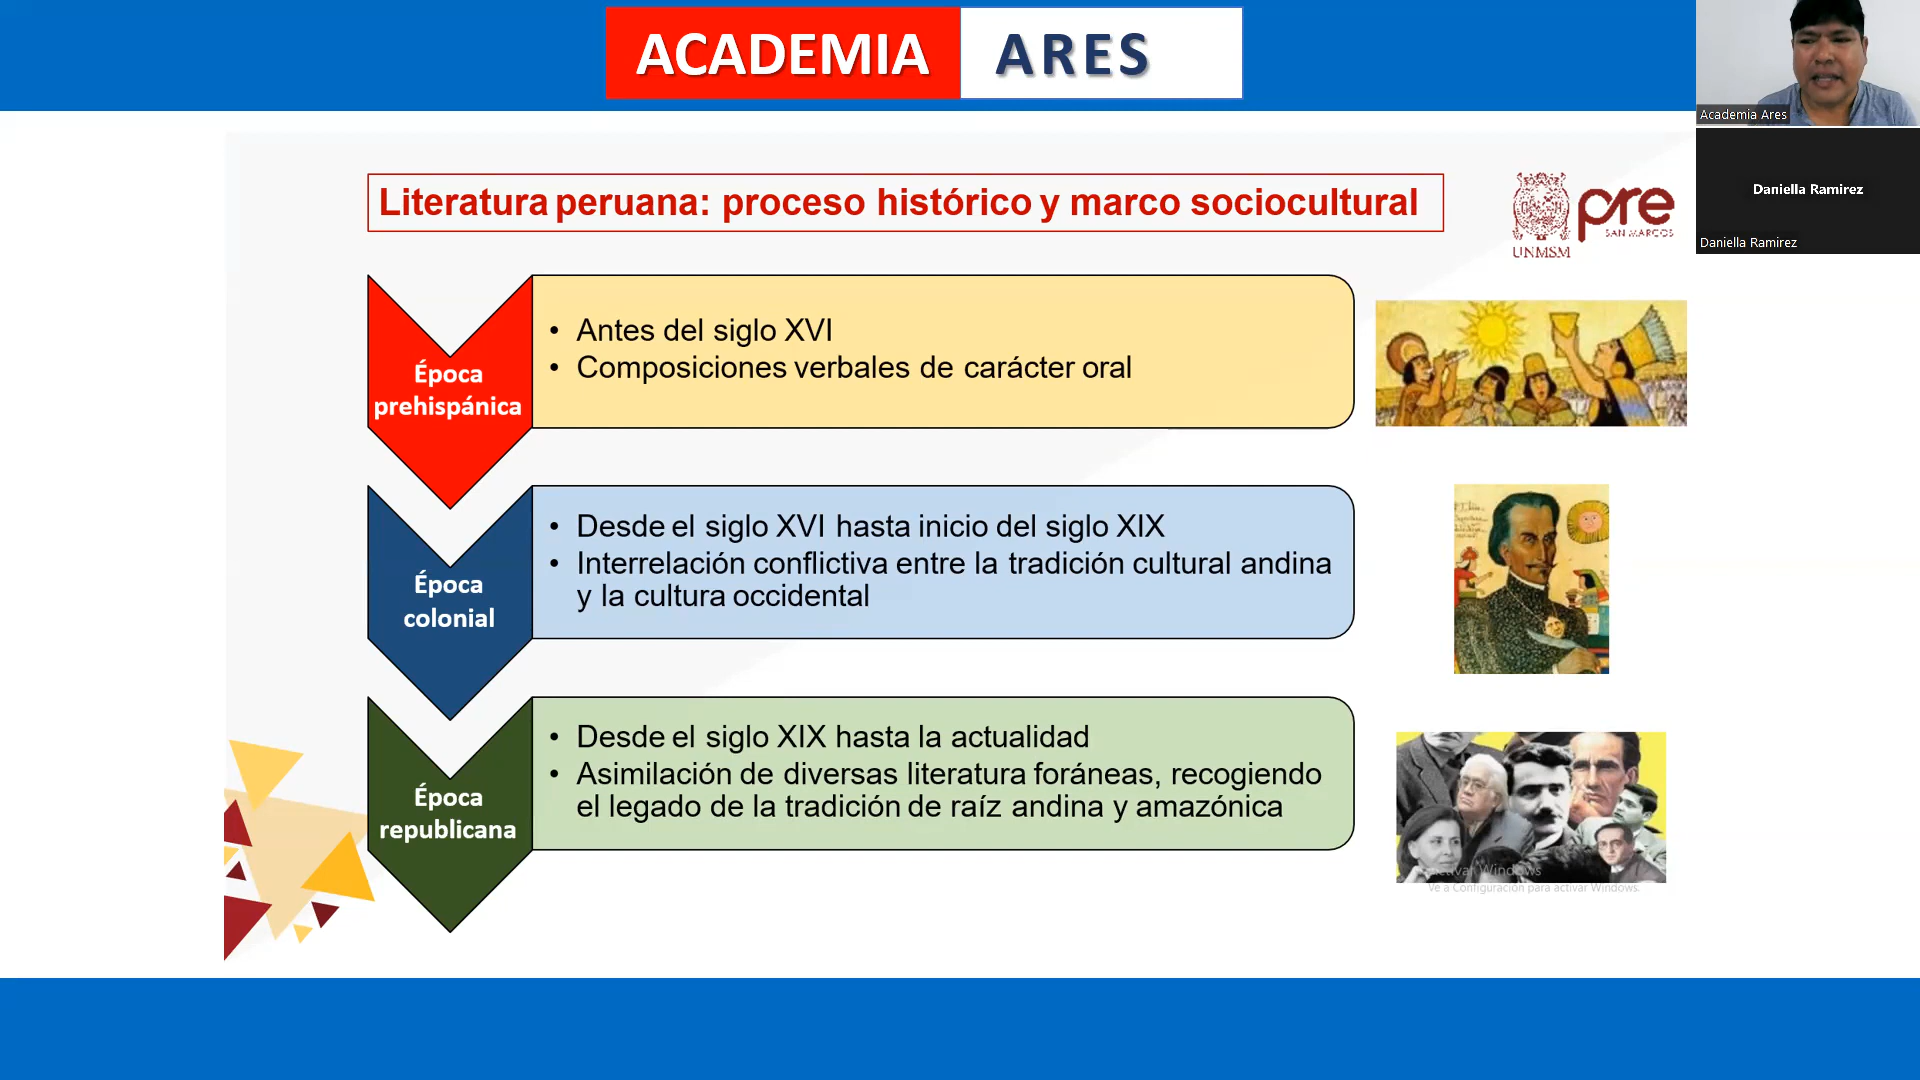 ACADEMIA ARES
Academia Ares
Daniella Ramirez
Daniella Ramirez
Literatura peruana: proceso histórico y marco sociocultural
pre
SAN MARCOS
UNMSM
Época
prehispánica
• Antes del siglo XVI
• Composiciones verbales de carácter oral
Época
colonial
• Desde el siglo XVI hasta inicio del siglo XIX
• Interrelación conflictiva entre la tradición cultural andina
y la cultura occidental
Época
republicana
• Desde el siglo XIX hasta la actualidad
• Asimilación de diversas literatura foráneas, recogiendo
el legado de la tradición de raíz andina y amazónica
Activar Windows
Ve a Configuración para activar Windows.